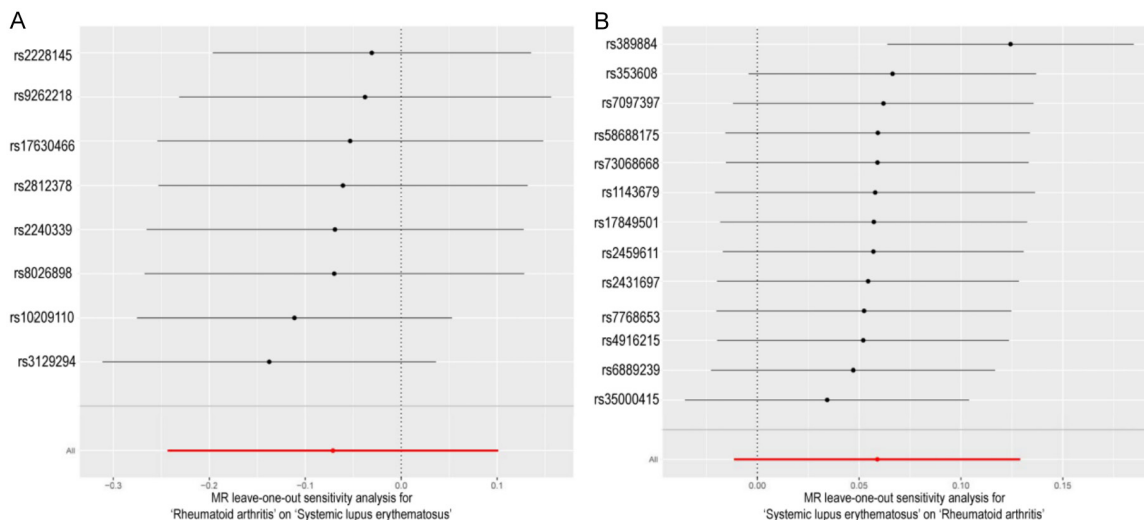 A
rs2228145
rs9262218
rs17630466
rs2812378
rs2240339
rs8026898
rs10209110
rs3129294
All
−0.3 −0.2 −0.1 0.0 0.1
MR leave-one-out sensitivity analysis for
'Rheumatoid arthritis' on 'Systemic lupus erythematosus'
B
rs389884
rs353608
rs7097397
rs58688175
rs73068668
rs1143679
rs17849501
rs2459611
rs2431697
rs7768653
rs4916215
rs6889239
rs35000415
All
0.00 0.05 0.10 0.15
MR leave-one-out sensitivity analysis for
'Systemic lupus erythematosus' on 'Rheumatoid arthritis'